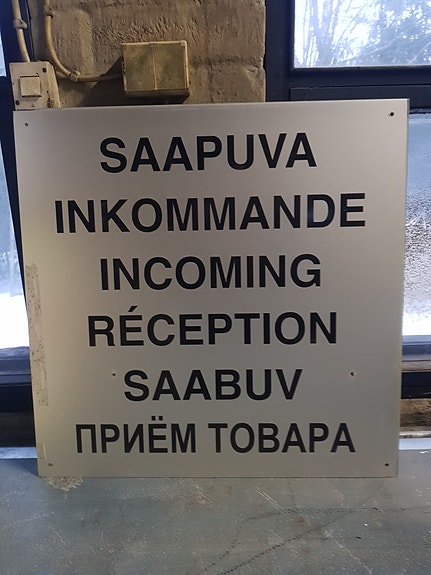 SAAPUVA
INKOMMANDE
INCOMING
RÉCEPTION
SAABUV
ПРИЁМ ТОВАРА